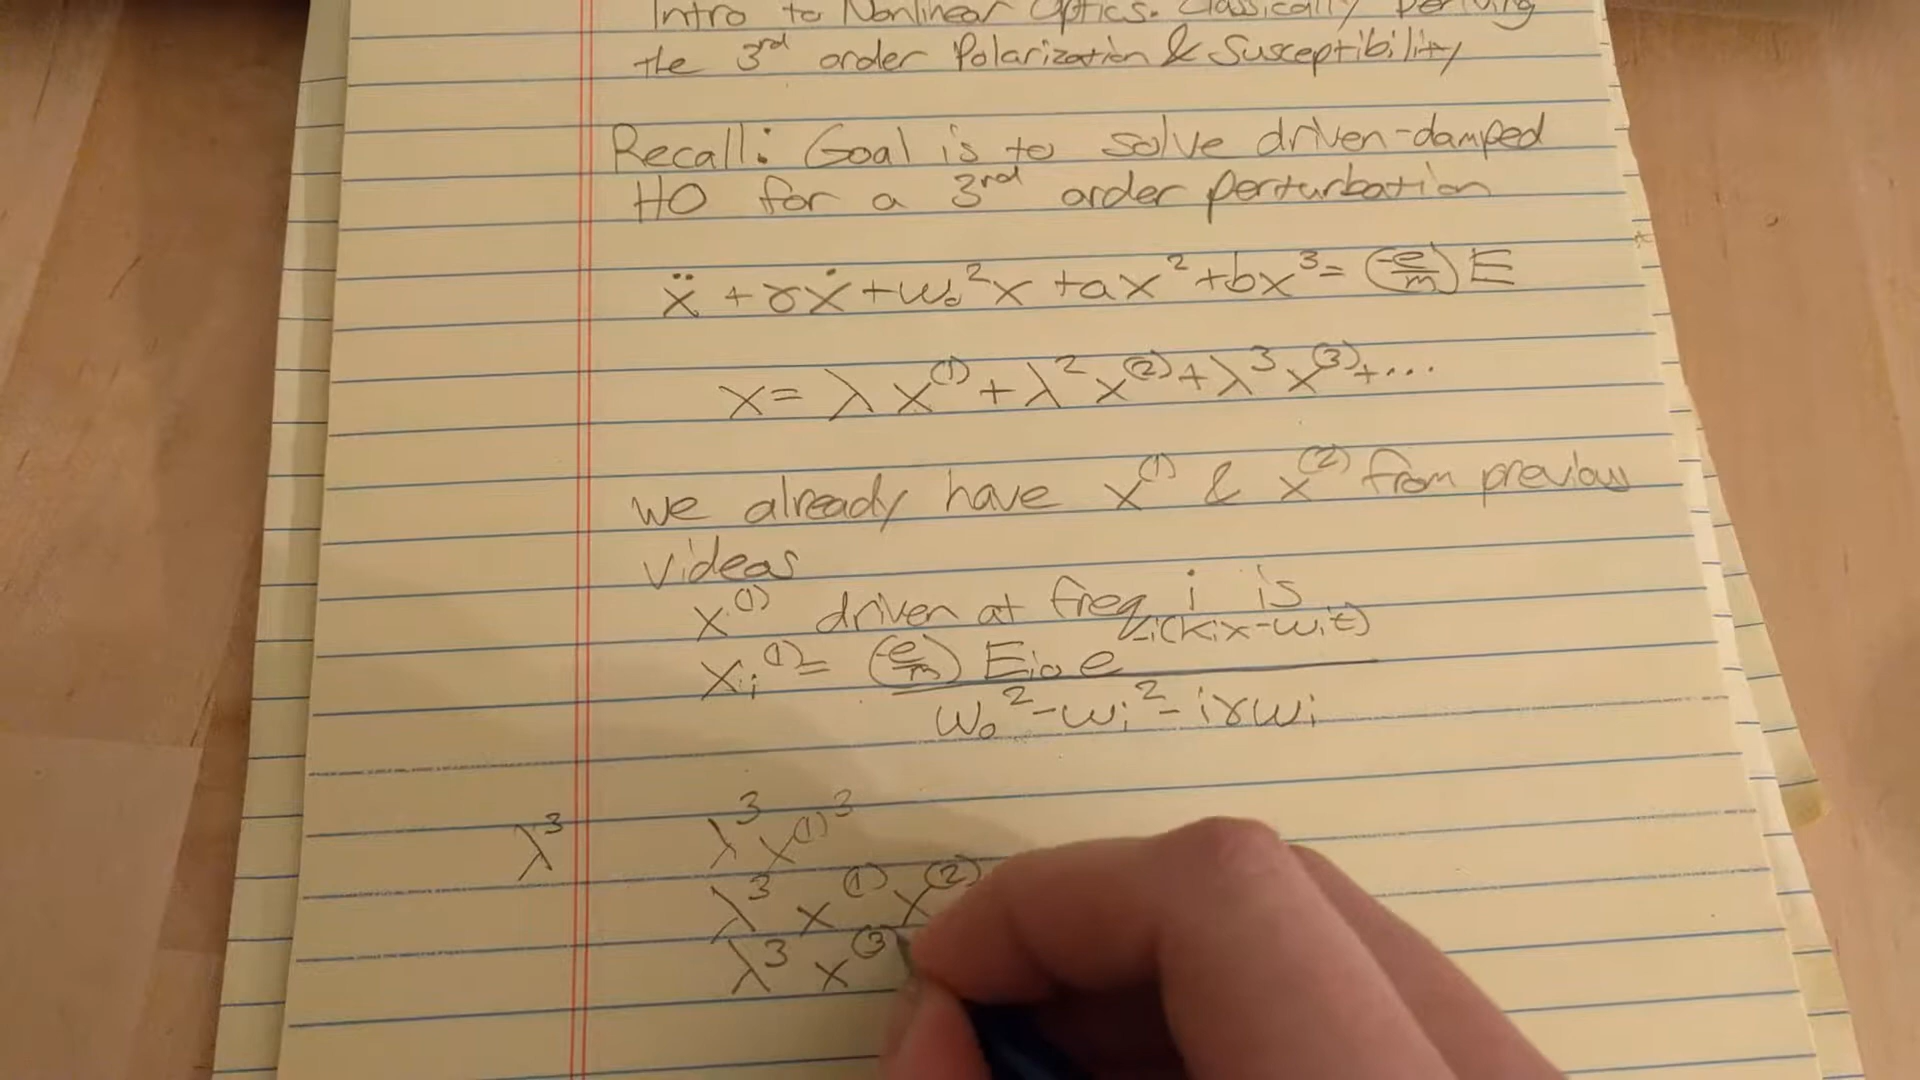 Intro to Nonlinear Optics. Classically Deriving
the 3rd order Polarization & Susceptibility
Recall: Goal is to solve driven-damped
HO for a 3rd order perturbation
ẍ + γẋ + ω₀²x + ax² + bx³ = (-e/m) E
x = λx⁽¹⁾ + λ²x⁽²⁾ + λ³x⁽³⁾ + ...
we already have x⁽¹⁾ & x⁽²⁾ from previous
videos
x⁽¹⁾ driven at freq i is
xᵢ⁽¹⁾ = (-e/m) Eᵢ₀ e^{i(kᵢx-ωᵢt)} / (ω₀² - ωᵢ² - iγωᵢ)
λ³ λ³x⁽¹⁾³
λ³x⁽¹⁾x⁽²⁾
λ³x⁽³⁾